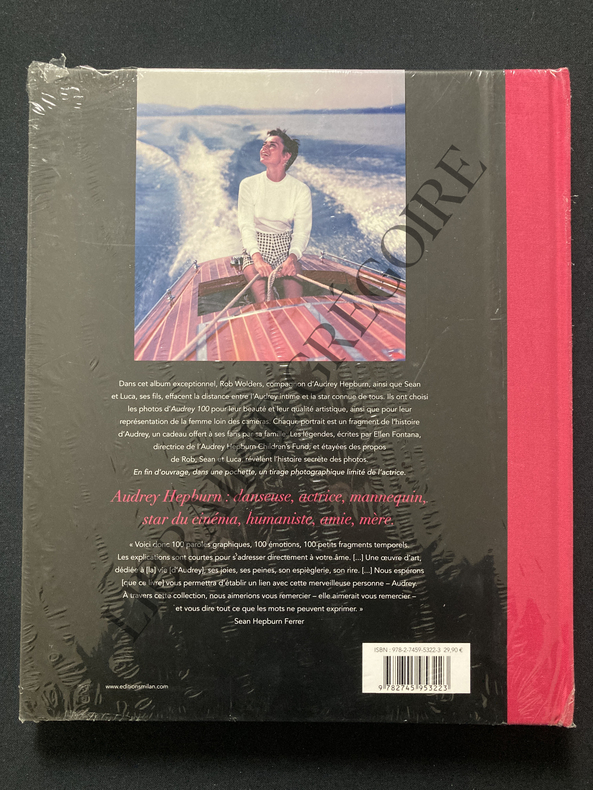 Dans cet album exceptionnel, Rob Wolders, compagnon d'Audrey Hepburn, ainsi que Sean
et Luca, ses fils, effacent la distance entre l'Audrey intime et la star connue de tous. Ils ont choisi
les photos d'Audrey 100 pour leur beauté et leur qualité artistique, ainsi que pour leur
représentation de la femme loin des caméras. Chaque portrait est un fragment de l'histoire
d'Audrey, un cadeau offert à ses fans par sa famille. Les légendes, écrites par Ellen Fontana,
directrice de l'Audrey Hepburn Children's Fund, et étayées des propos
de Rob, Sean et Luca, révèlent l'histoire secrète des photos.
En fin d'ouvrage, dans une pochette, un tirage photographique limité de l'actrice.
Audrey Hepburn : danseuse, actrice, mannequin,
star du cinéma, humaniste, amie, mère.
« Voici donc 100 paroles graphiques, 100 émotions, 100 petits fragments temporels.
Les explications sont courtes pour s'adresser directement à votre âme. [...] Une œuvre d'art,
dédiée à [la] vie [d'Audrey], ses joies, ses peines, son espièglerie, son rire. [...] Nous espérons
[que ce livre] vous permettra d'établir un lien avec cette merveilleuse personne – Audrey.
À travers cette collection, nous aimerions vous remercier – elle aimerait vous remercier –
et vous dire tout ce que les mots ne peuvent exprimer. »
Sean Hepburn Ferrer
ISBN : 978-2-7459-5322-3 29,90 €
9 782745 953223
www.editionsmilan.com
GRÉGOIRE